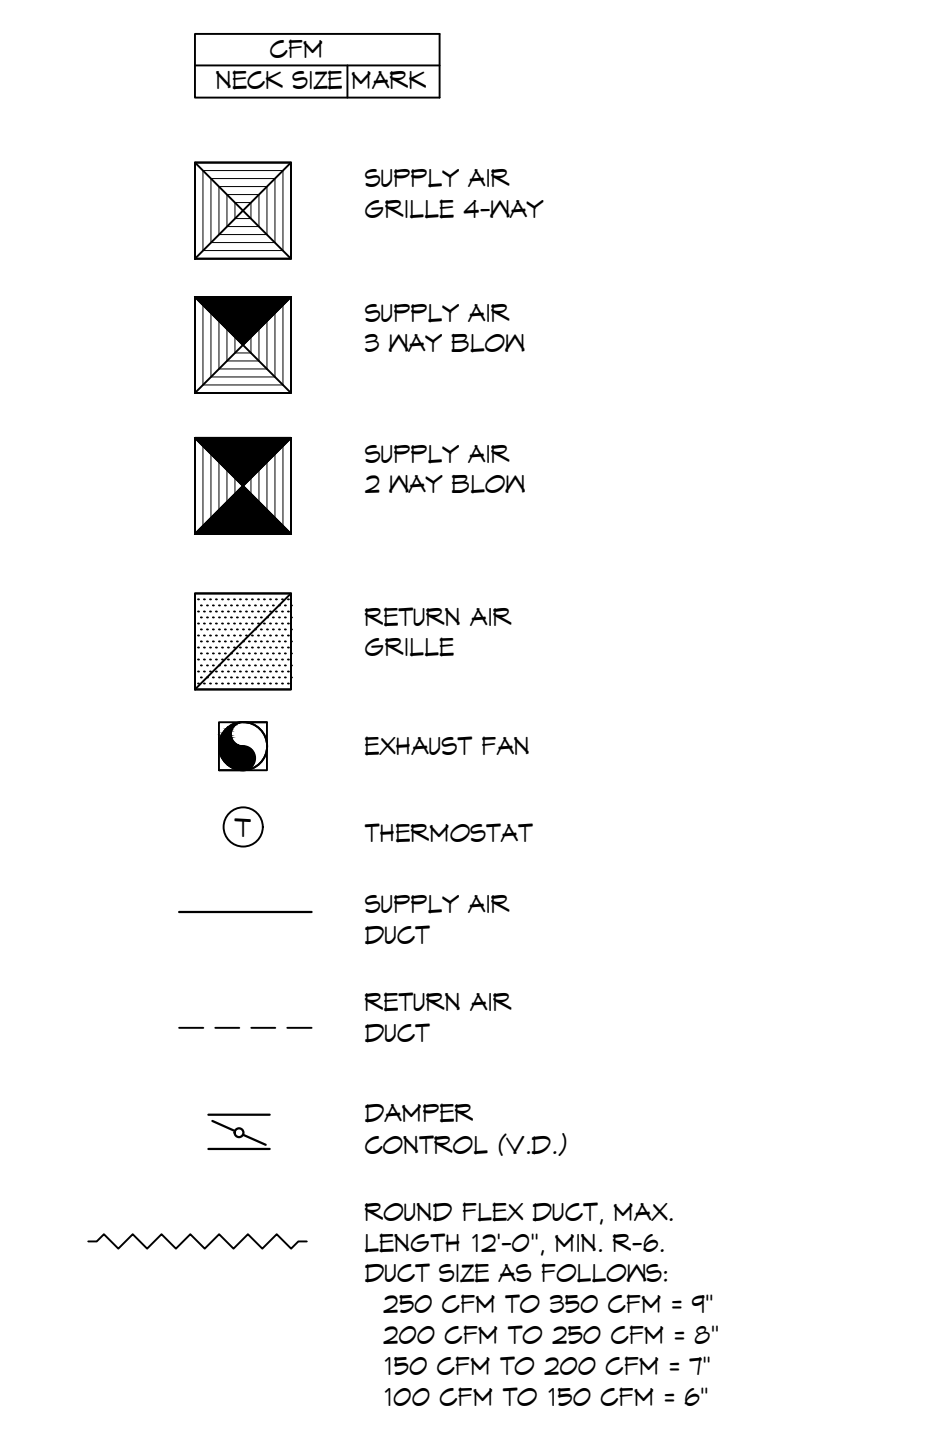 CFM
NECK SIZE MARK
SUPPLY AIR
GRILLE 4-WAY
SUPPLY AIR
3 WAY BLOW
SUPPLY AIR
2 WAY BLOW
RETURN AIR
GRILLE
EXHAUST FAN
T
THERMOSTAT
SUPPLY AIR
DUCT
RETURN AIR
DUCT
DAMPER
CONTROL (V.D.)
ROUND FLEX DUCT, MAX.
LENGTH 12'-0", MIN. R-6.
DUCT SIZE AS FOLLOWS:
250 CFM TO 350 CFM = 9"
200 CFM TO 250 CFM = 8"
150 CFM TO 200 CFM = 7"
100 CFM TO 150 CFM = 6"